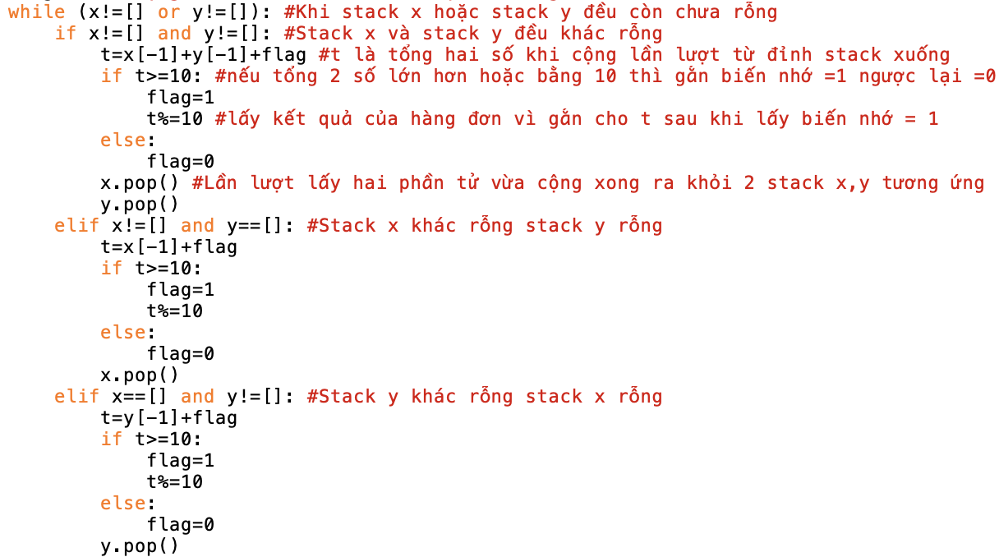 while (x!=[] or y!=[]): #Khi stack x hoặc stack y đều còn chưa rỗng
    if x!=[] and y!=[]: #Stack x và stack y đều khác rỗng
        t=x[-1]+y[-1]+flag #t là tổng hai số khi cộng lần lượt từ đỉnh stack xuống
        if t>=10: #nếu tổng 2 số lớn hơn hoặc bằng 10 thì gắn biến nhớ =1 ngược lại =0
            flag=1
            t%=10 #lấy kết quả của hàng đơn vì gắn cho t sau khi lấy biến nhớ = 1
        else:
            flag=0
        x.pop() #Lần lượt lấy hai phần tử vừa cộng xong ra khỏi 2 stack x,y tương ứng
        y.pop()
    elif x!=[] and y==[]: #Stack x khác rỗng stack y rỗng
        t=x[-1]+flag
        if t>=10:
            flag=1
            t%=10
        else:
            flag=0
        x.pop()
    elif x==[] and y!=[]: #Stack y khác rỗng stack x rỗng
        t=y[-1]+flag
        if t>=10:
            flag=1
            t%=10
        else:
            flag=0
        y.pop()